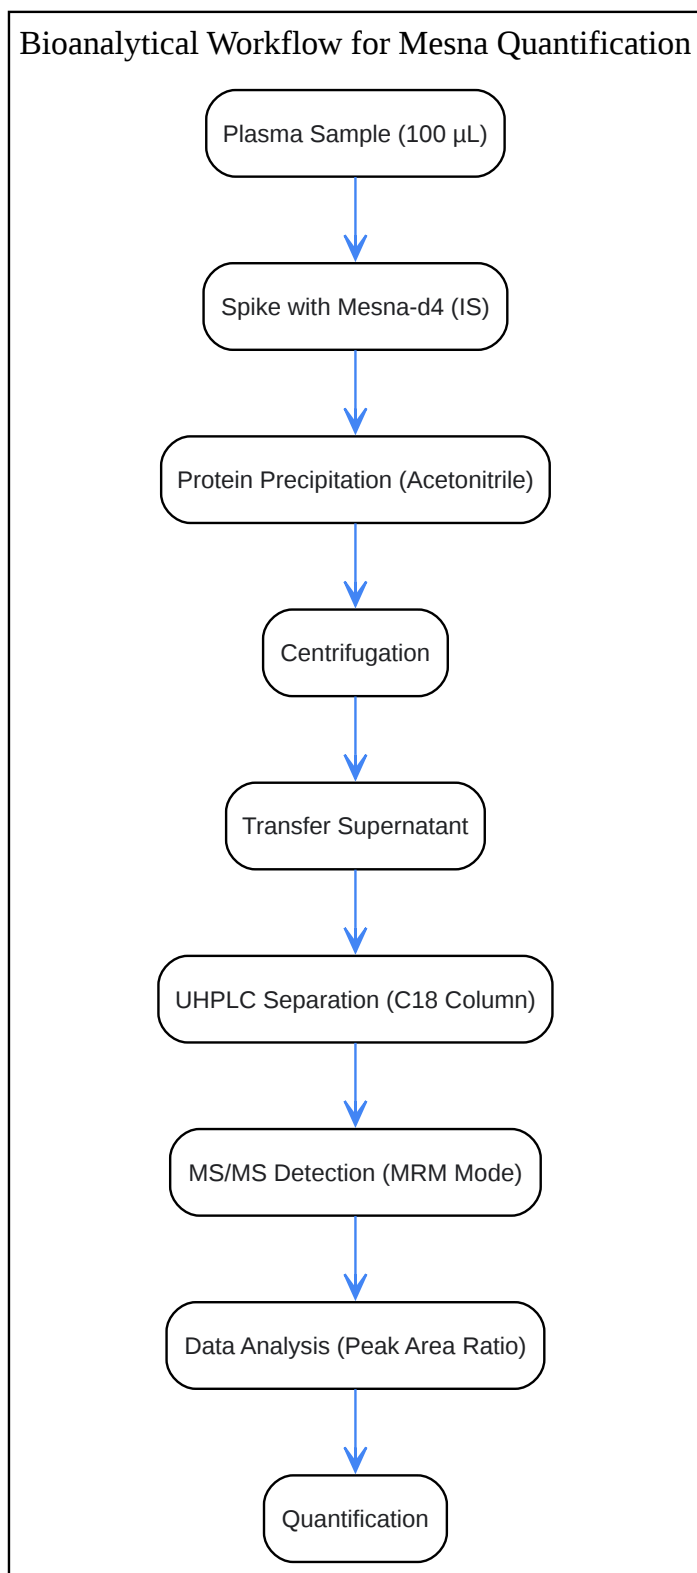 Bioanalytical Workflow for Mesna Quantification
Plasma Sample (100 µL)
Spike with Mesna-d4 (IS)
Protein Precipitation (Acetonitrile)
Centrifugation
Transfer Supernatant
UHPLC Separation (C18 Column)
MS/MS Detection (MRM Mode)
Data Analysis (Peak Area Ratio)
Quantification